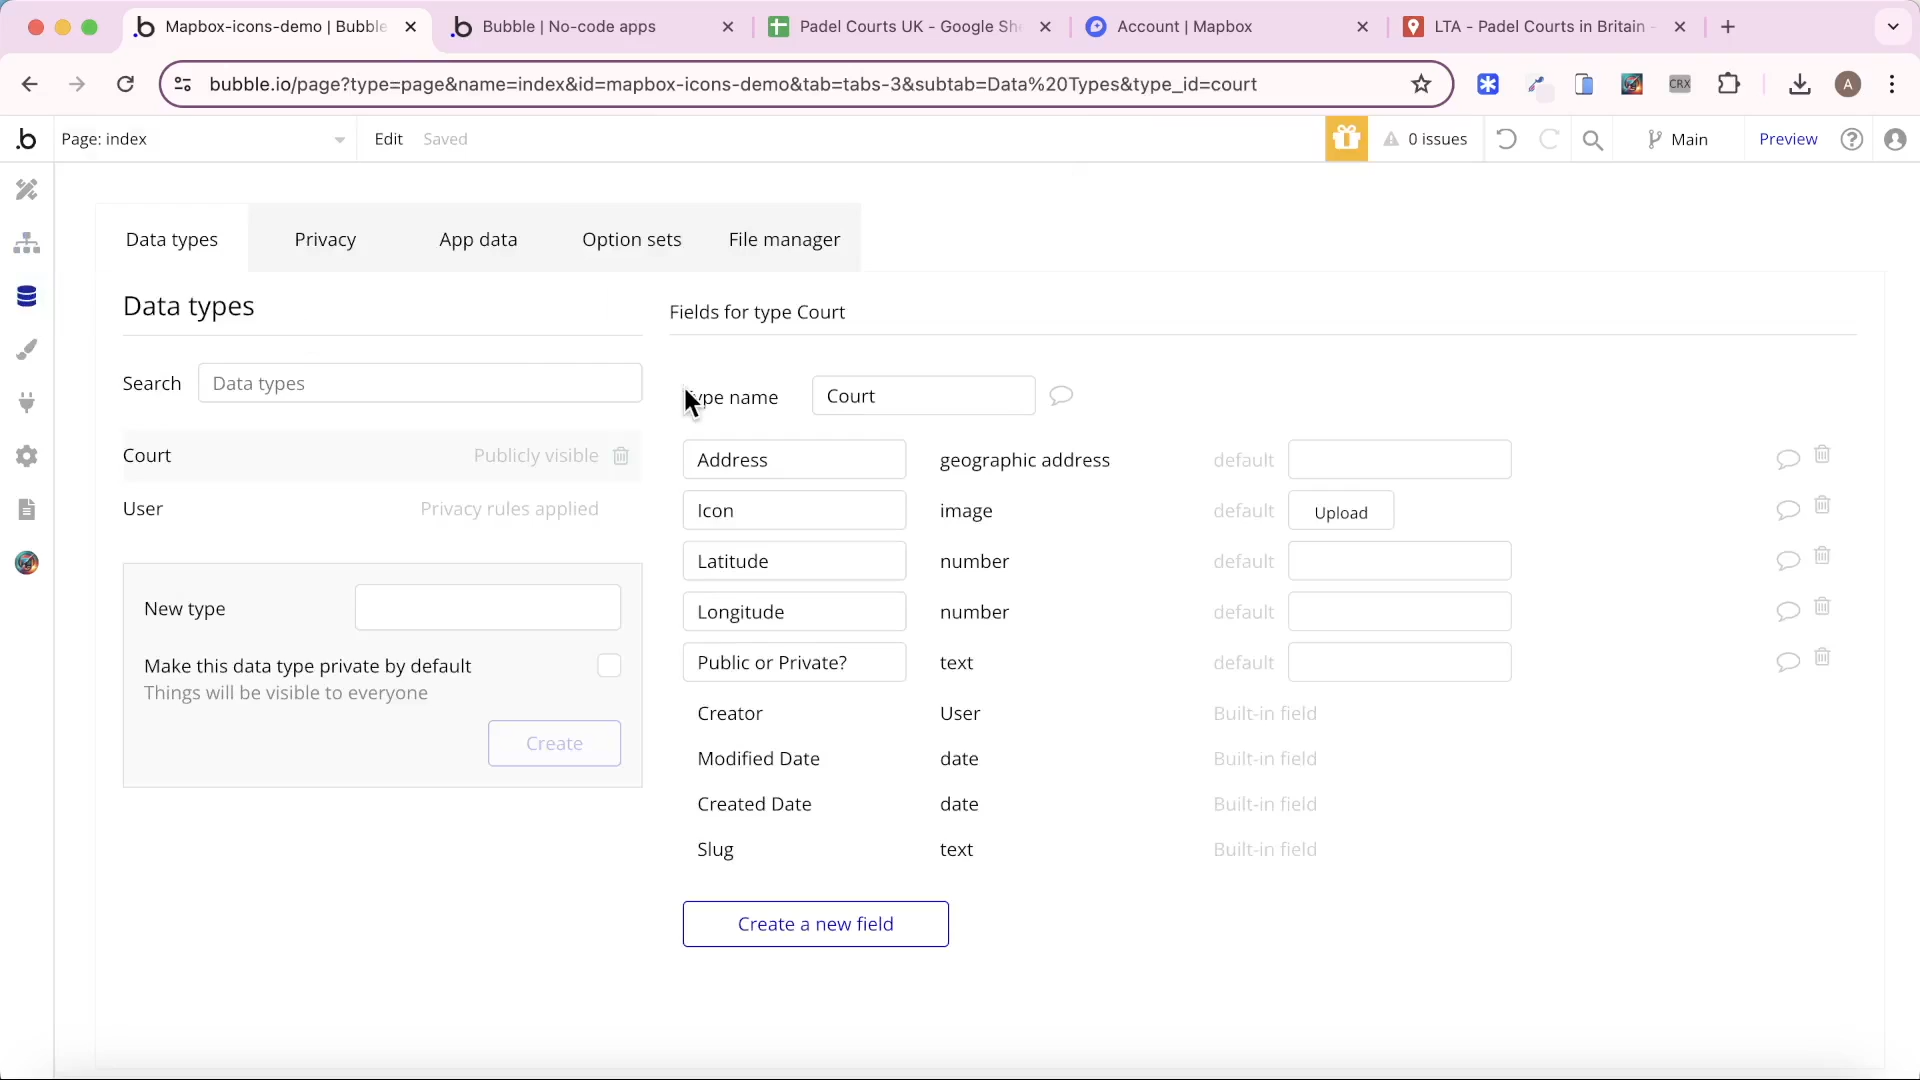 Mapbox-icons-demo | Bubble
Bubble | No-code apps
Padel Courts UK - Google She
Account | Mapbox
LTA - Padel Courts in Britain -
bubble.io/page?type=page&name=index&id=mapbox-icons-demo&tab=tabs-3&subtab=Data%20Types&type_id=court
CRX
A
b
Page: index
Edit
Saved
0 issues
Main
Preview
Data types
Privacy
App data
Option sets
File manager
Data types
Search
Data types
Court
Publicly visible
User
Privacy rules applied
New type
Make this data type private by default
Things will be visible to everyone
Create
Fields for type Court
Type name
Court
Address
geographic address
default
Icon
image
default
Upload
Latitude
number
default
Longitude
number
default
Public or Private?
text
default
Creator
User
Built-in field
Modified Date
date
Built-in field
Created Date
date
Built-in field
Slug
text
Built-in field
Create a new field